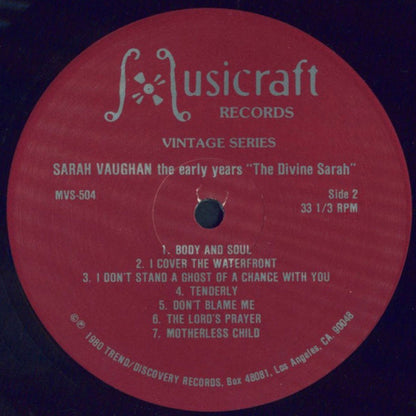 Musicraft
RECORDS
VINTAGE SERIES
SARAH VAUGHAN the early years "The Divine Sarah"
MVS-504
Side 2
33 1/3 RPM
1. BODY AND SOUL
2. I COVER THE WATERFRONT
3. I DON'T STAND A GHOST OF A CHANCE WITH YOU
4. TENDERLY
5. DON'T BLAME ME
6. THE LORD'S PRAYER
7. MOTHERLESS CHILD
©℗ 1980 TREND/DISCOVERY RECORDS, Box 48081, Los Angeles, CA. 90048